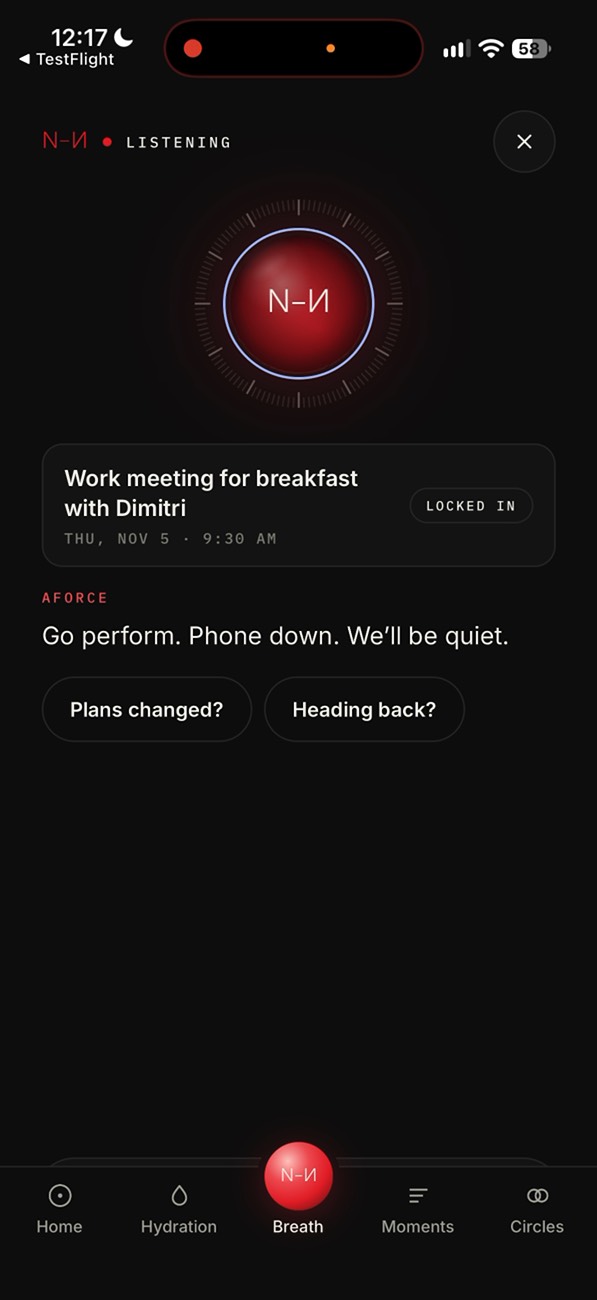 12:17
58
◀ TestFlight
N–И • LISTENING
N–И
Work meeting for breakfast
with Dimitri
LOCKED IN
THU, NOV 5 · 9:30 AM
AFORCE
Go perform. Phone down. We’ll be quiet.
Plans changed?
Heading back?
N–И
Home
Hydration
Breath
Moments
Circles